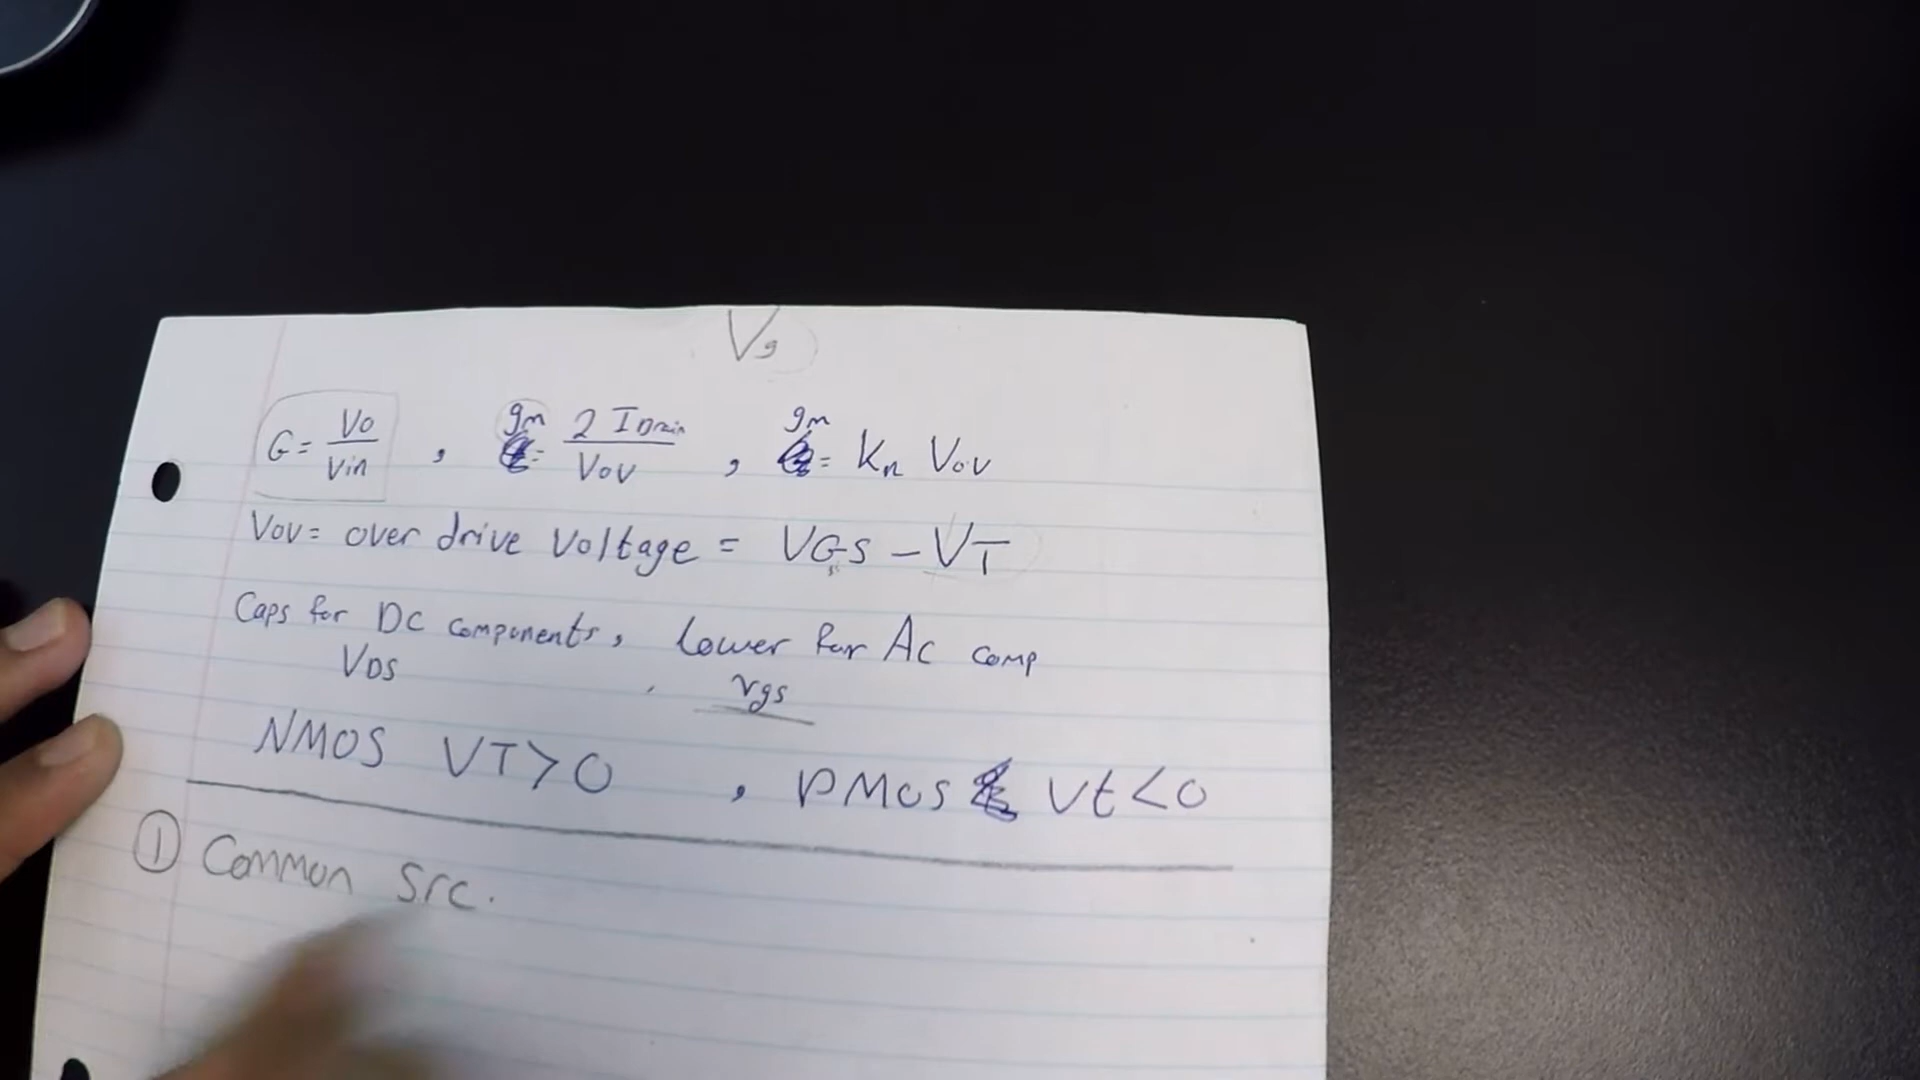 Vg
G = Vo/Vin , gm = 2 IDrain/Vov , gm = Kn Vov
Vov = over drive Voltage = VGS - VT
Caps for DC components, lower for AC comp
VDS vgs
NMOS VT>0 , PMOS Vt<0
① Common Src.